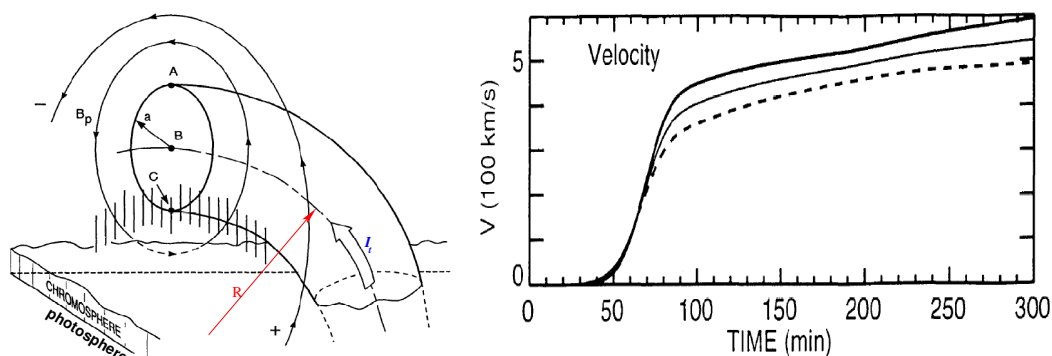 A
−
B_p
a
B
C
I_t
R
CHROMOSPHERE
photosphere
+
Velocity
V (100 km/s)
5
0
0 50 100 150 200 250 300
TIME (min)